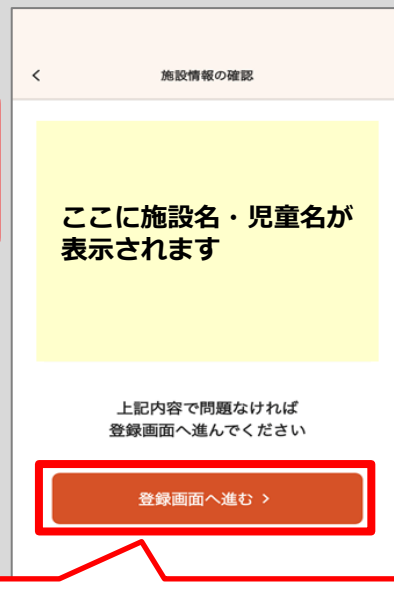 < 施設情報の確認
ここに施設名・児童名が
表示されます
上記内容で問題なければ
登録画面へ進んでください
登録画面へ進む >